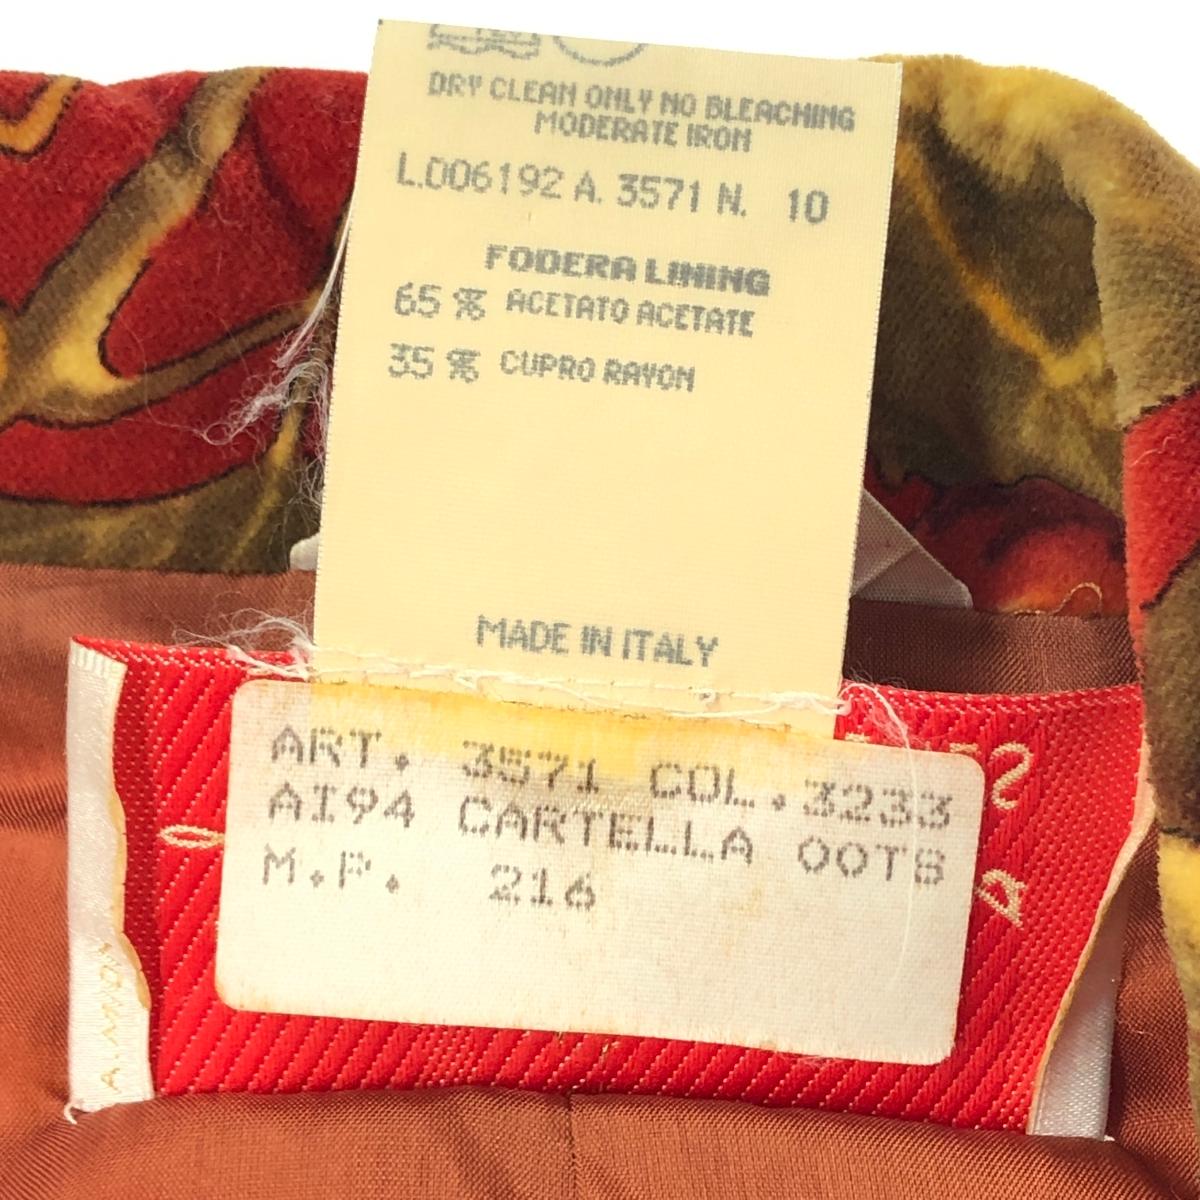 DRY CLEAN ONLY NO BLEACHING
MODERATE IRON
L.006192 A. 3571 N. 10
FODERA LINING
65 % ACETATO ACETATE
35 % CUPRO RAYON
MADE IN ITALY
ART. 3571 COL.3233
AI94 CARTELLA 00TS
M.P. 216